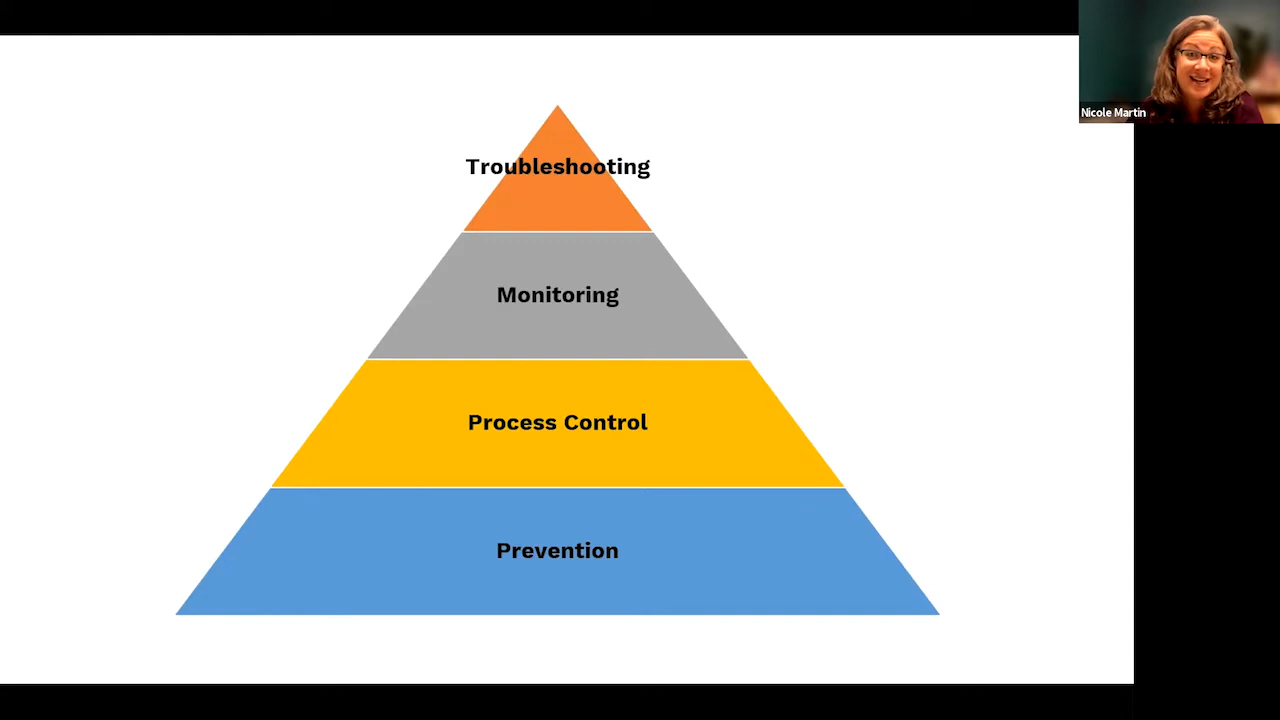 Nicole Martin
Troubleshooting
Monitoring
Process Control
Prevention